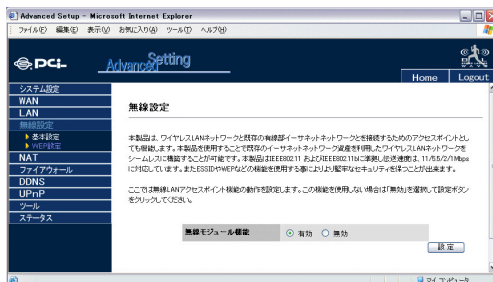 Advanced Setup - Microsoft Internet Explorer
ファイル(F) 編集(E) 表示(V) お気に入り(A) ツール(T) ヘルプ(H)
PCi
Advanced Setting
Home Logout
システム設定
WAN
LAN
無線設定
基本設定
WEP設定
NAT
ファイアウォール
DDNS
UPnP
ツール
ステータス
無線設定
本製品は、ワイヤレスLANネットワークと既存の有線部イーサネットネットワークとを接続するためのアクセスポイントとし
ても機能します。本製品を使用することで既存のイーサネットネットワーク資産を利用したワイヤレスLANネットワークを
シームレスに構築することが可能です。本製品はIEEE802.11 およびIEEE802.11bに準拠し伝送速度は、11/5.5/2/1Mbps
に対応しています。またESSIDやWEPなどの機能を使用する事によりより堅牢なセキュリティを保つことが出来ます。
ここでは無線LANアクセスポイント機能の動作を設定します。この機能を使用しない場合は「無効」を選択して設定ボタン
をクリックしてください。
無線モジュール機能 有効 無効
設定
マイ コンピュータ